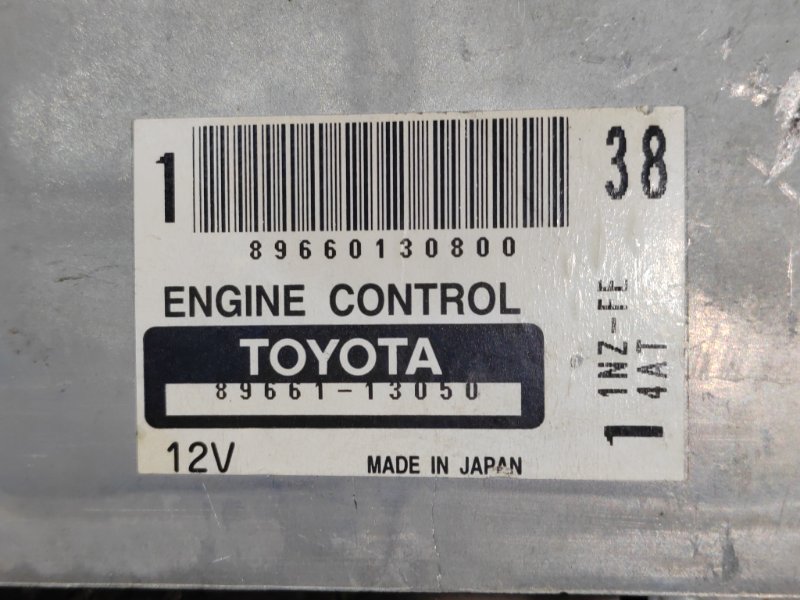 1
38
89660130800
ENGINE CONTROL
TOYOTA
89661-13050
12V
MADE IN JAPAN
1NZ-FE
1 4AT